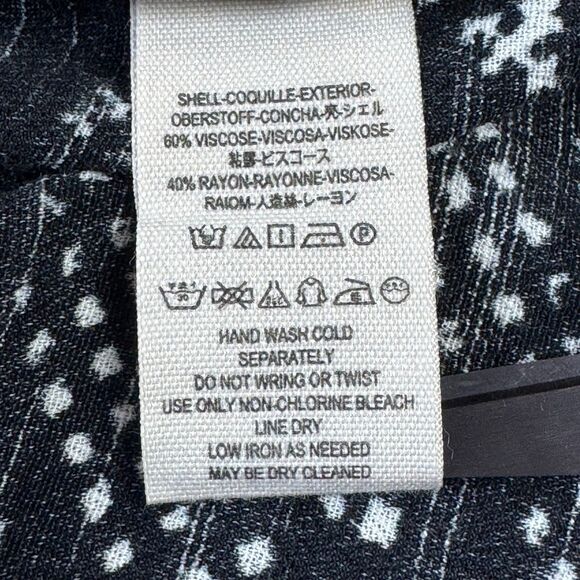 SHELL-COQUILLE-EXTERIOR-
OBERSTOFF-CONCHA-壳-シェル
60% VISCOSE-VISCOSA-VISKOSE-
粘胶-ビスコース
40% RAYON-RAYONNE-VISCOSA-
RAIOM-人造絲-レーヨン
HAND WASH COLD
SEPARATELY
DO NOT WRING OR TWIST
USE ONLY NON-CHLORINE BLEACH
LINE DRY
LOW IRON AS NEEDED
MAY BE DRY CLEANED